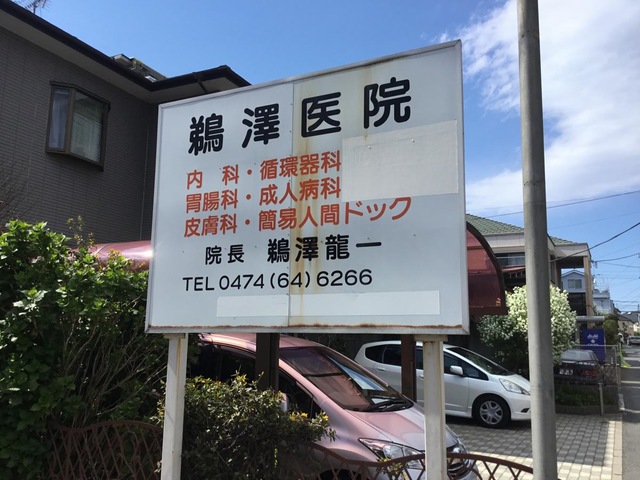 鵜澤医院
内　科・循環器科
胃腸科・成人病科
皮膚科・簡易人間ドック
院長　鵜澤龍一
TEL 0474(64)6266